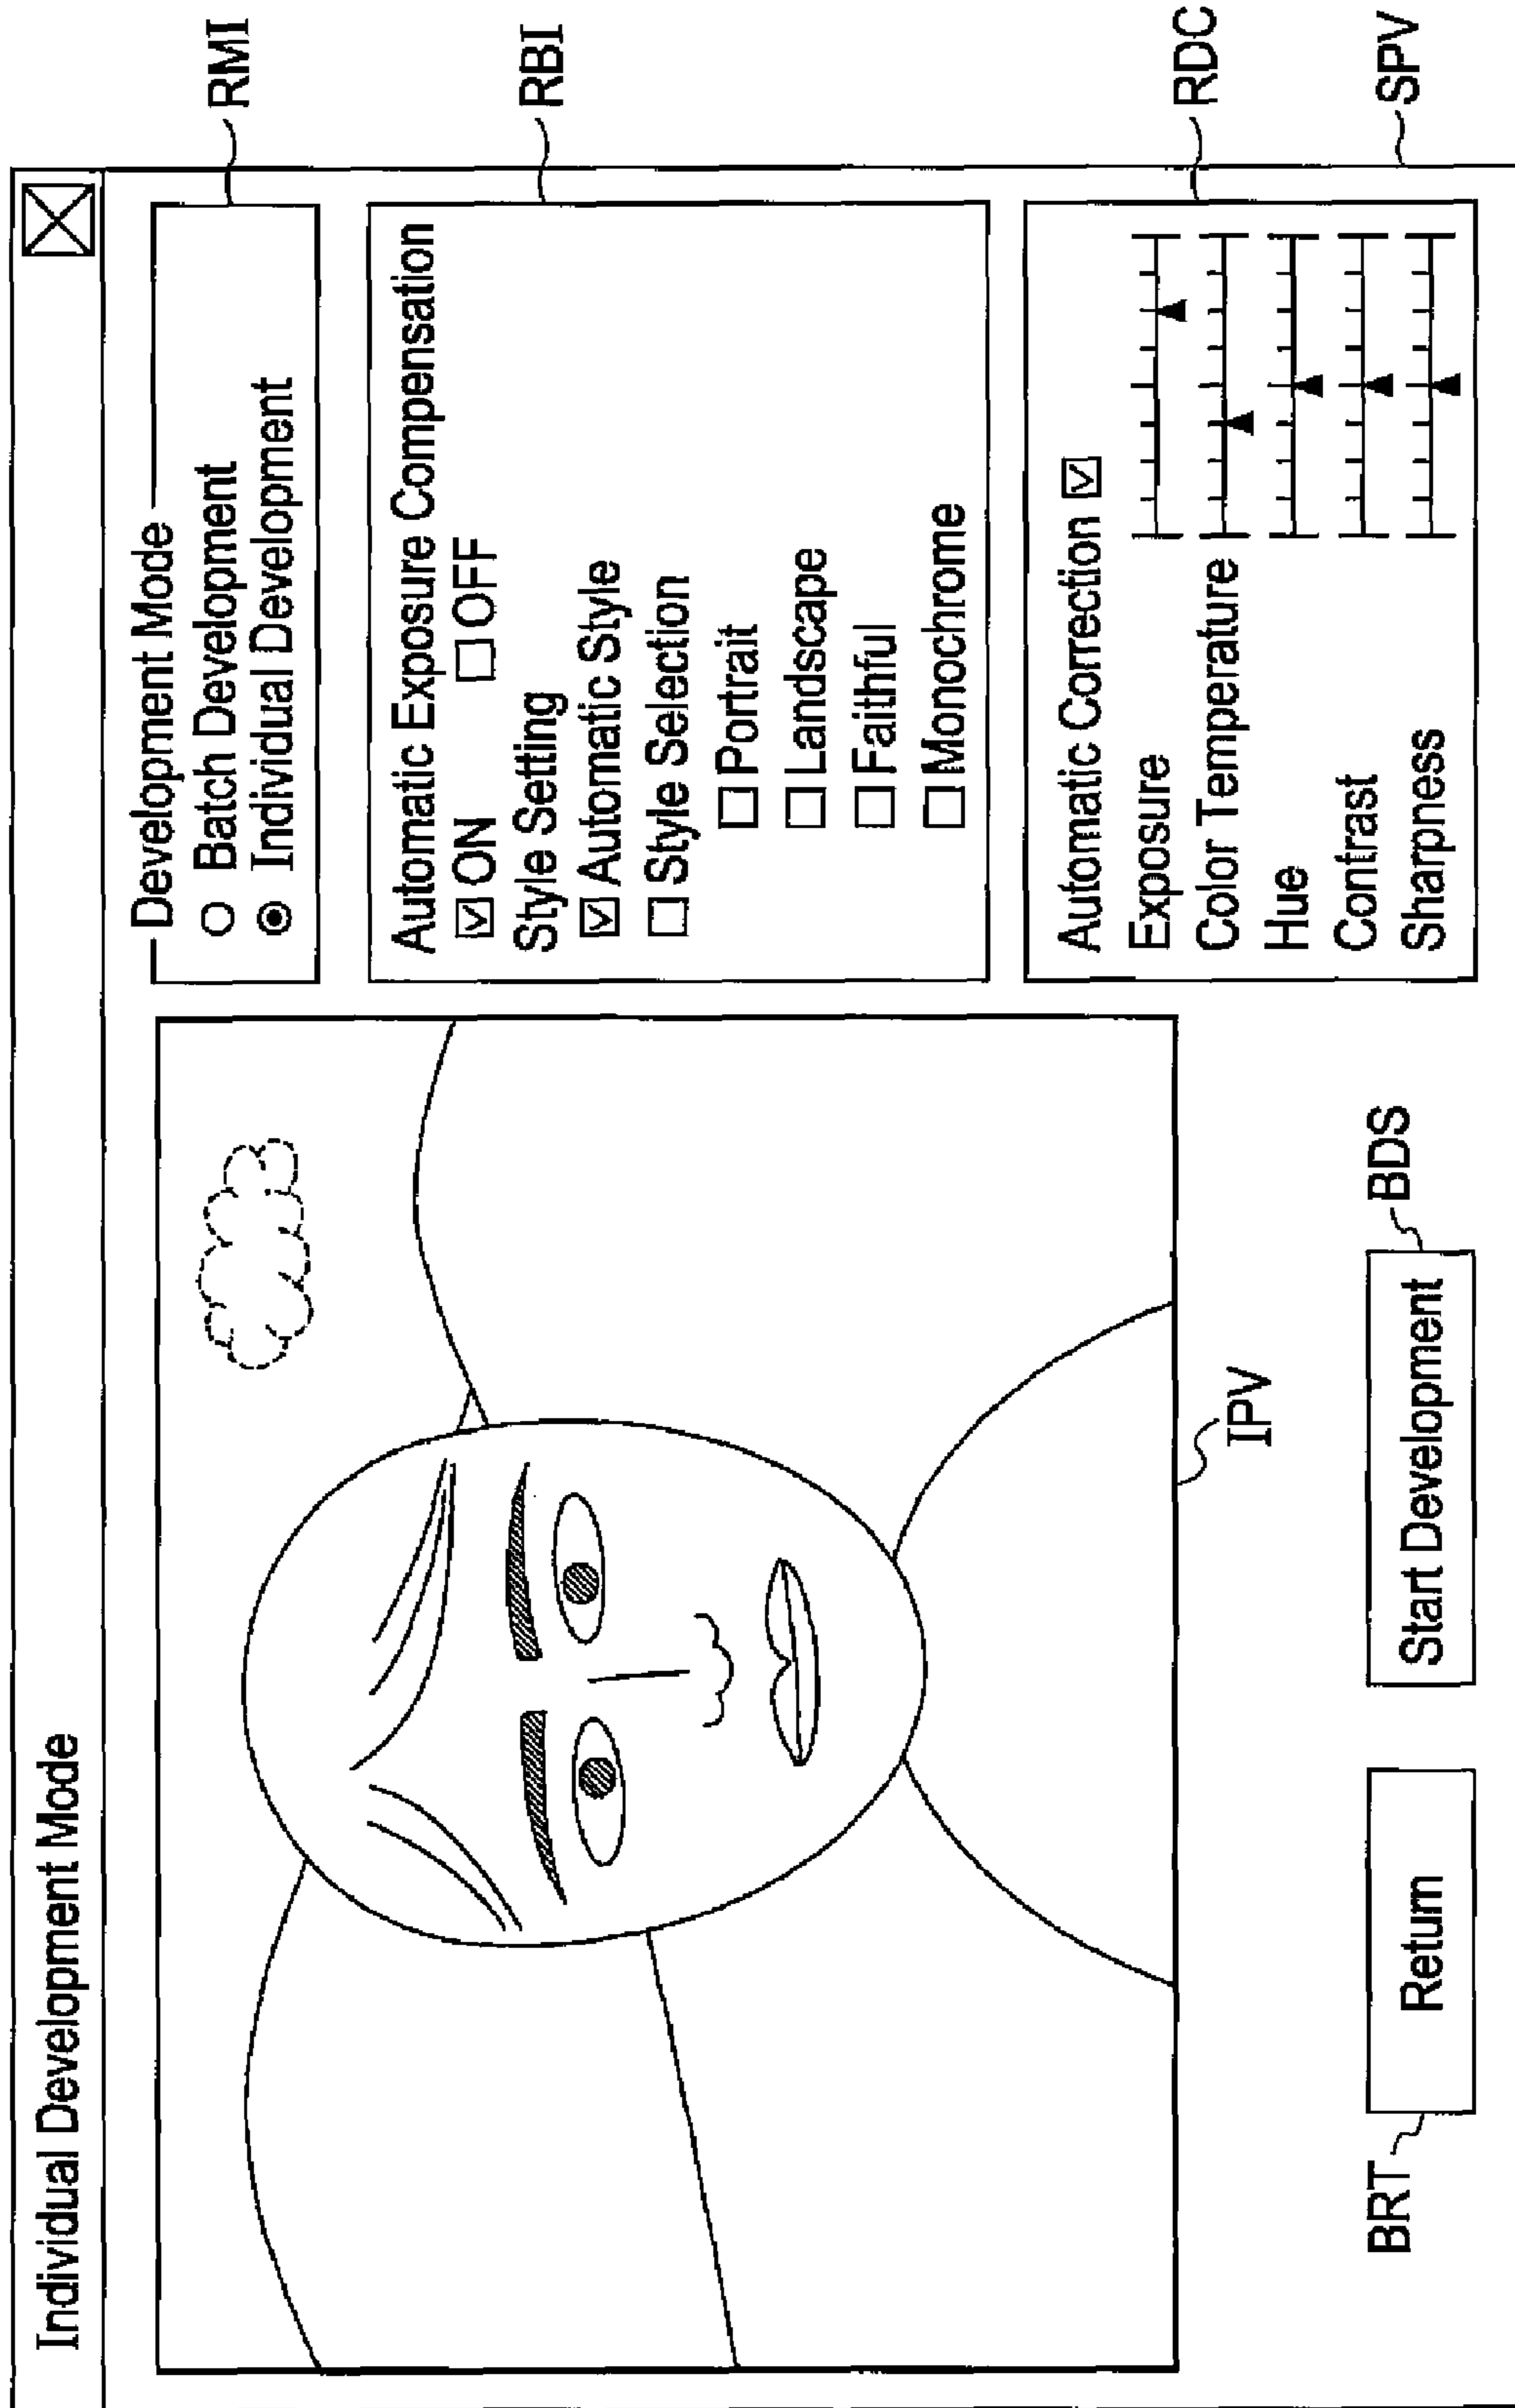 Individual Development Mode
Development Mode
Batch Development
Individual Development
RMI
Automatic Exposure Compensation
ON OFF
Style Setting
Automatic Style
Style Selection
Portrait
Landscape
Faithful
Monochrome
RBI
Automatic Correction
Exposure
Color Temperature
Hue
Contrast
Sharpness
RDC
SPV
IPV
BRT
Return
Start Development
BDS